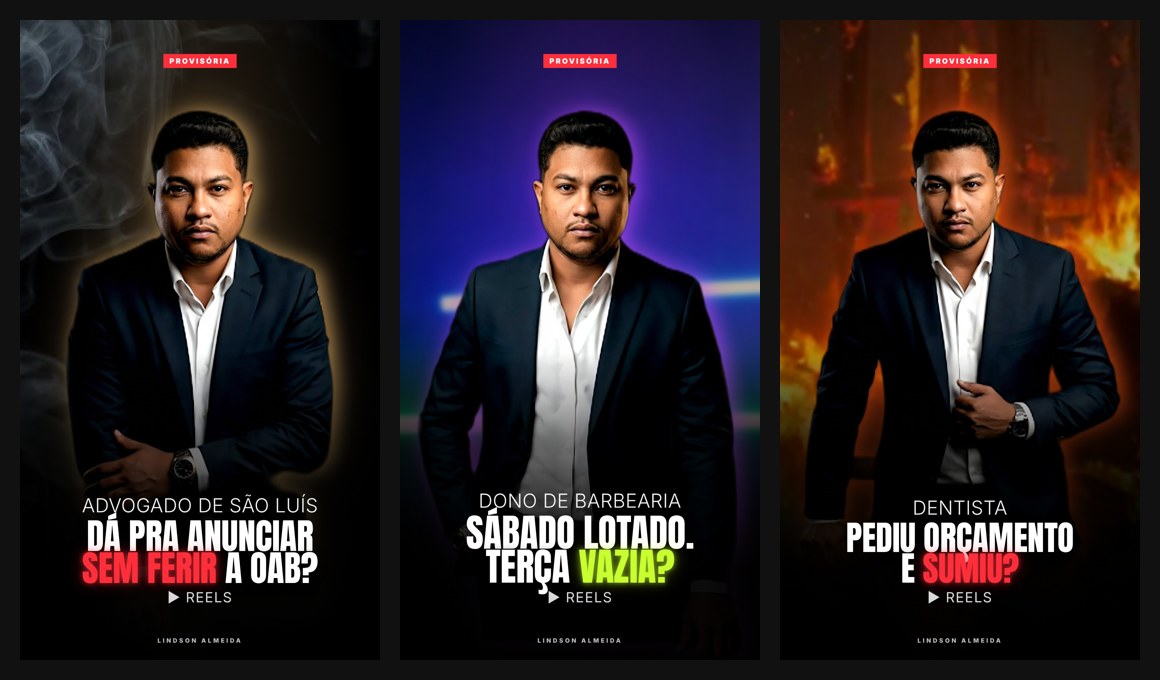 PROVISÓRIA
ADVOGADO DE SÃO LUÍS
DÁ PRA ANUNCIAR
SEM FERIR A OAB?
▶ REELS
LINDSON ALMEIDA
PROVISÓRIA
DONO DE BARBEARIA
SÁBADO LOTADO.
TERÇA VAZIA?
▶ REELS
LINDSON ALMEIDA
PROVISÓRIA
DENTISTA
PEDIU ORÇAMENTO
E SUMIU?
▶ REELS
LINDSON ALMEIDA